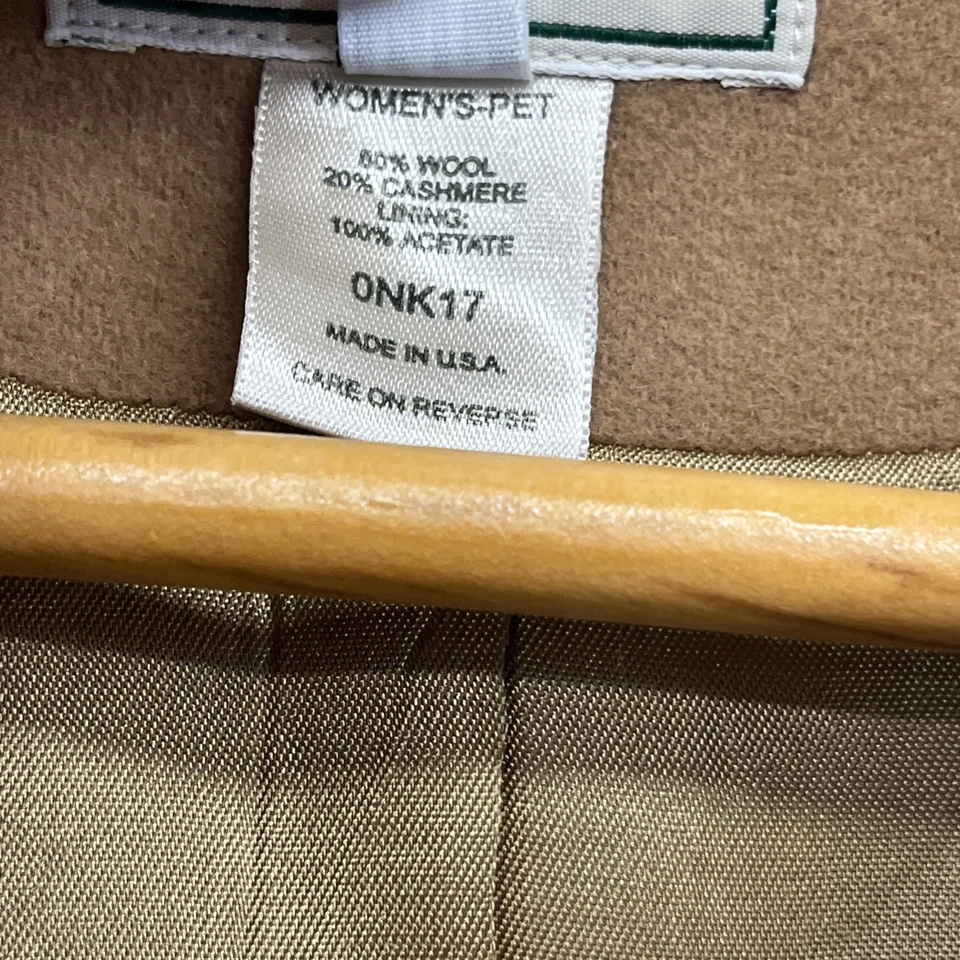 WOMEN'S-PET
80% WOOL
20% CASHMERE
LINING:
100% ACETATE
0NK17
MADE IN U.S.A.
CARE ON REVERSE